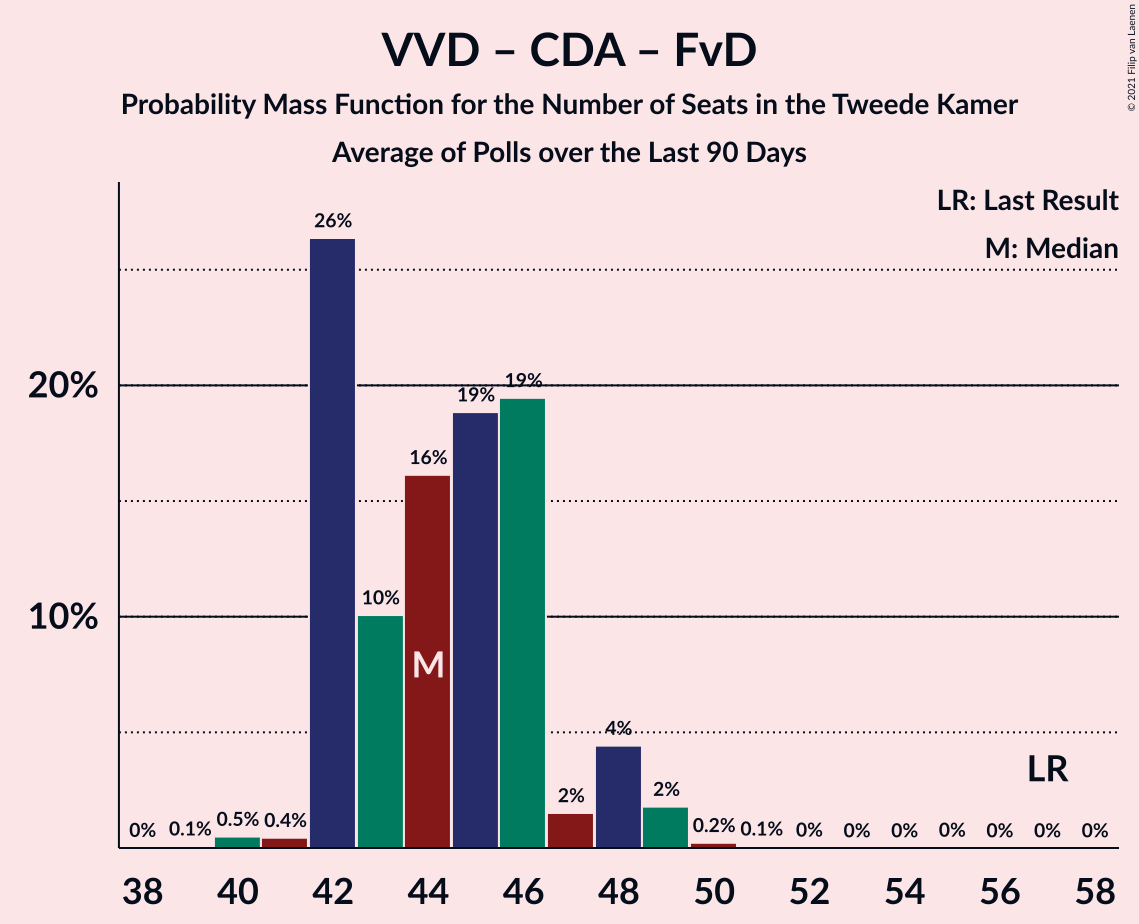 VVD – CDA – FvD
Probability Mass Function for the Number of Seats in the Tweede Kamer
Average of Polls over the Last 90 Days
© 2021 Filip van Laenen
LR: Last Result
M: Median
20%
10%
0% 0.1% 0.5% 0.4% 26% 10% 16% 19% 19% 2% 4% 2% 0.2% 0.1% 0% 0% 0% 0% 0% 0% 0%
M
LR
38 40 42 44 46 48 50 52 54 56 58